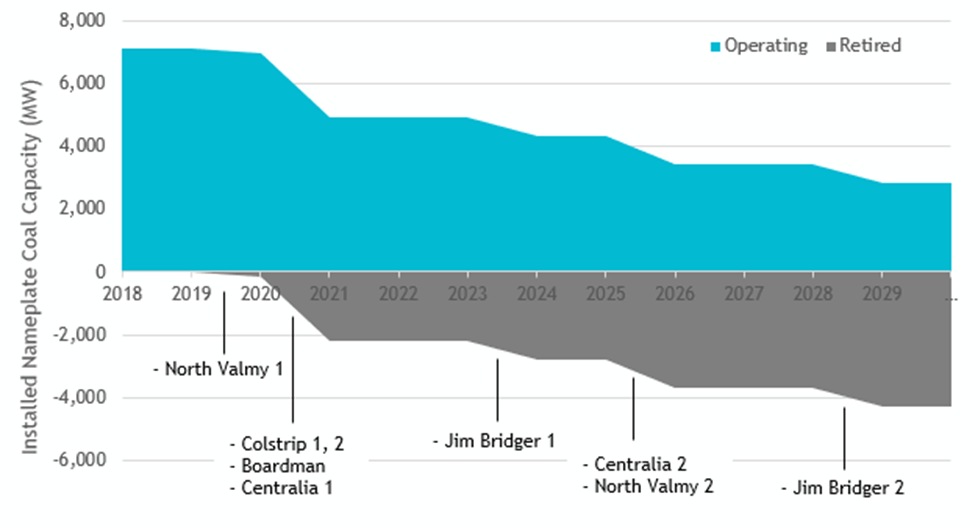 8,000
Operating Retired
6,000
4,000
2,000
0
Installed Nameplate Coal Capacity (MW)
2018 2019 2020 2021 2022 2023 2024 2025 2026 2027 2028 2029 ...
-2,000
- North Valmy 1
-4,000
- Colstrip 1, 2
- Boardman
- Centralia 1
- Jim Bridger 1
-6,000
- Centralia 2
- North Valmy 2
- Jim Bridger 2